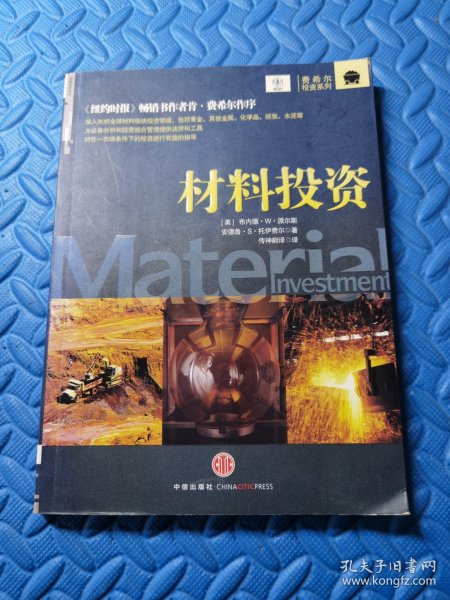 费希尔
投资系列
《纽约时报》畅销书作者肯·费希尔作序
深入剖析全球材料板块投资领域,包括黄金、其他金属、化学品、纸张、水泥等
为证券分析和投资组合管理提供诀窍和工具
对任一市场条件下的投资进行有益的指导
材料投资
[美] 布内德·W·源尔斯
安德鲁·S·托伊费尔◎著
传神翻译◎译
Material
Investment
CITIC
中信出版社 CHINACITICPRESS
孔夫子旧书网
www.kongfz.com